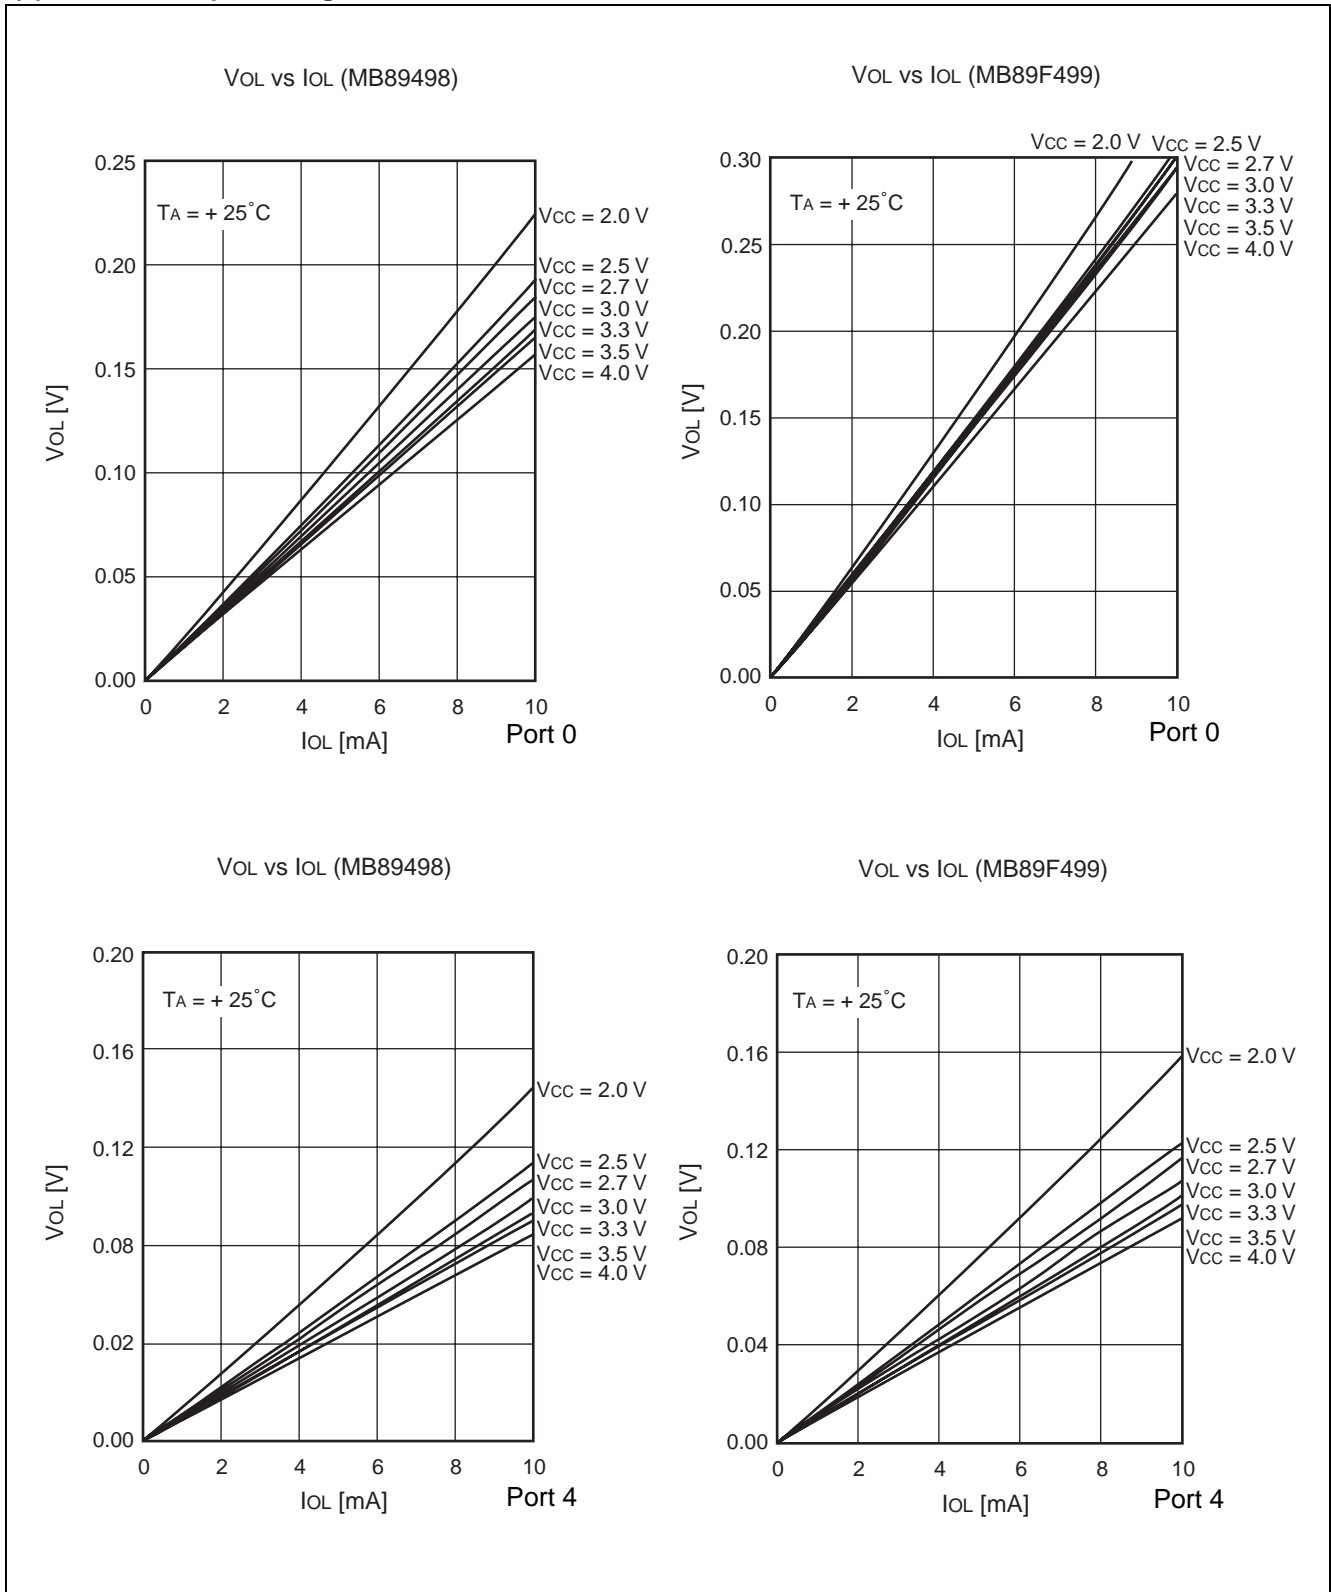 VOL vs IOL (MB89498)
0.25
0.20
0.15
0.10
0.05
0.00
VOL [V]
TA = + 25˚C
VCC = 2.0 V
VCC = 2.5 V
VCC = 2.7 V
VCC = 3.0 V
VCC = 3.3 V
VCC = 3.5 V
VCC = 4.0 V
0 2 4 6 8 10
IOL [mA]
Port 0
VOL vs IOL (MB89F499)
VCC = 2.0 V VCC = 2.5 V
VCC = 2.7 V
VCC = 3.0 V
VCC = 3.3 V
VCC = 3.5 V
VCC = 4.0 V
0.30
0.25
0.20
0.15
0.10
0.05
0.00
VOL [V]
TA = + 25˚C
0 2 4 6 8 10
IOL [mA]
Port 0
VOL vs IOL (MB89498)
0.20
0.16
0.12
0.08
0.02
0.00
VOL [V]
TA = + 25˚C
VCC = 2.0 V
VCC = 2.5 V
VCC = 2.7 V
VCC = 3.0 V
VCC = 3.3 V
VCC = 3.5 V
VCC = 4.0 V
0 2 4 6 8 10
IOL [mA]
Port 4
VOL vs IOL (MB89F499)
0.20
0.16
0.12
0.08
0.04
0.00
VOL [V]
TA = + 25˚C
VCC = 2.0 V
VCC = 2.5 V
VCC = 2.7 V
VCC = 3.0 V
VCC = 3.3 V
VCC = 3.5 V
VCC = 4.0 V
0 2 4 6 8 10
IOL [mA]
Port 4